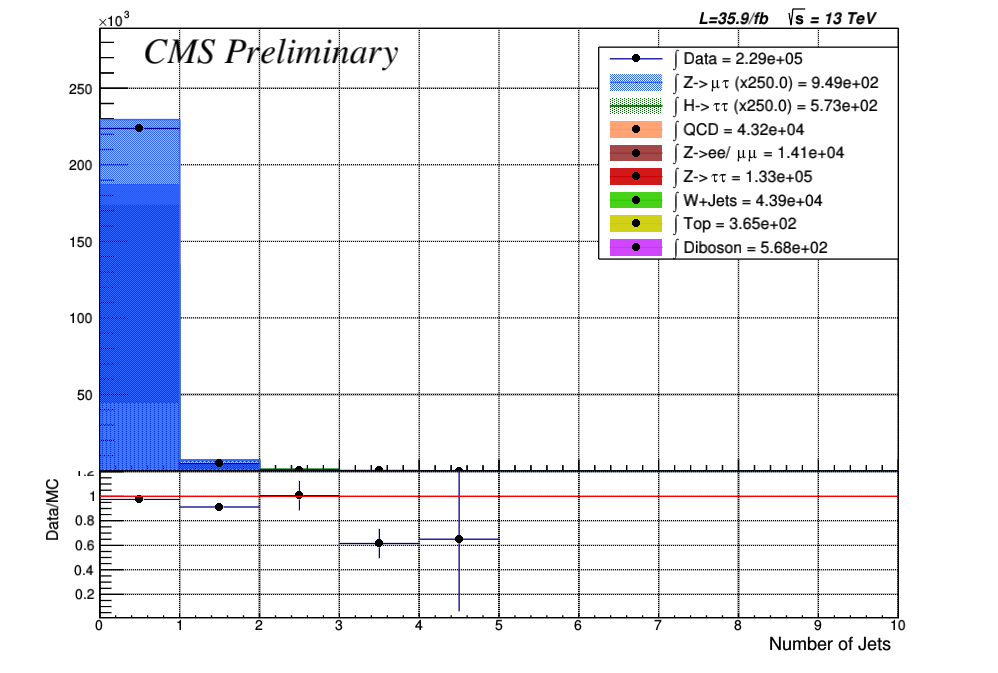 ×10³
L=35.9/fb √s = 13 TeV
CMS Preliminary
∫ Data = 2.29e+05
∫ Z->μτ (x250.0) = 9.49e+02
∫ H->ττ (x250.0) = 5.73e+02
∫ QCD = 4.32e+04
∫ Z->ee/ μμ = 1.41e+04
∫ Z->ττ = 1.33e+05
∫ W+Jets = 4.39e+04
∫ Top = 3.65e+02
∫ Diboson = 5.68e+02
250
200
150
100
50
1
0.8
0.6
0.4
0.2
Data/MC
0 1 2 3 4 5 6 7 8 9 10
Number of Jets